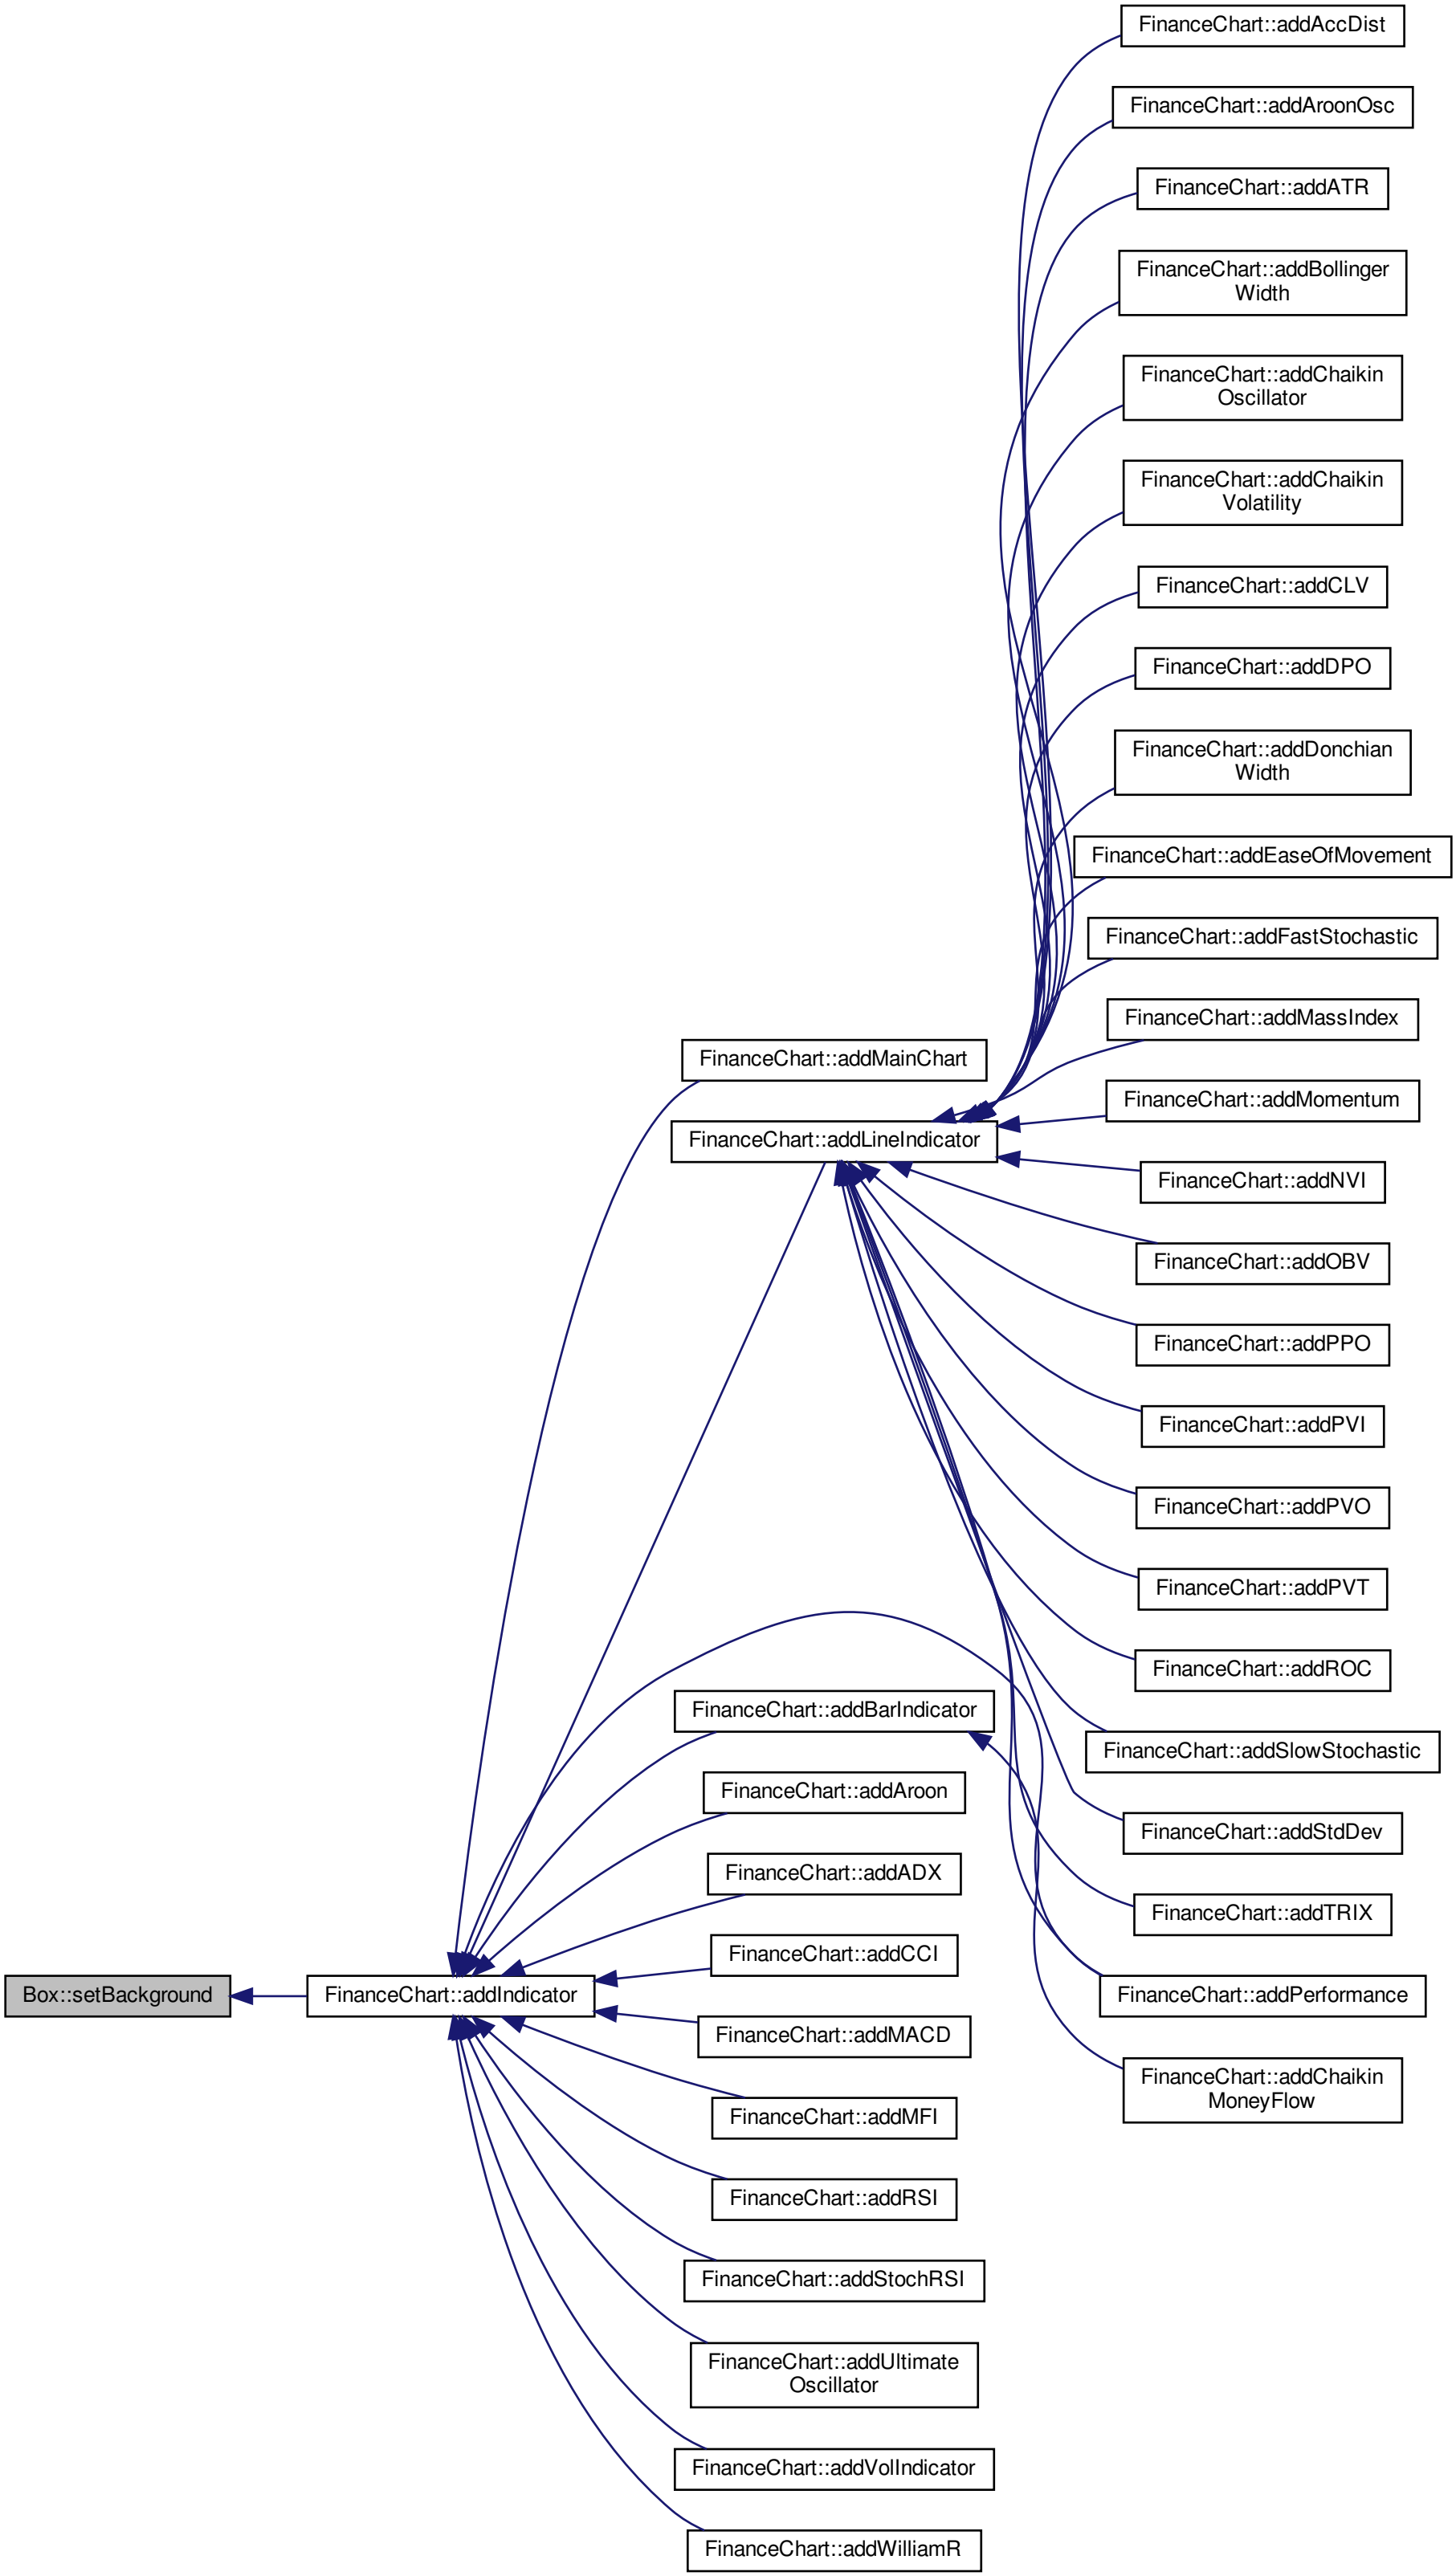 FinanceChart::addAccDist
FinanceChart::addAroonOsc
FinanceChart::addATR
FinanceChart::addBollinger
Width
FinanceChart::addChaikin
Oscillator
FinanceChart::addChaikin
Volatility
FinanceChart::addCLV
FinanceChart::addDPO
FinanceChart::addDonchian
Width
FinanceChart::addEaseOfMovement
FinanceChart::addFastStochastic
FinanceChart::addMassIndex
FinanceChart::addMainChart
FinanceChart::addMomentum
FinanceChart::addLineIndicator
FinanceChart::addNVI
FinanceChart::addOBV
FinanceChart::addPPO
FinanceChart::addPVI
FinanceChart::addPVO
FinanceChart::addPVT
FinanceChart::addROC
FinanceChart::addBarIndicator
FinanceChart::addSlowStochastic
FinanceChart::addAroon
FinanceChart::addStdDev
FinanceChart::addADX
FinanceChart::addTRIX
FinanceChart::addCCI
Box::setBackground
FinanceChart::addIndicator
FinanceChart::addPerformance
FinanceChart::addMACD
FinanceChart::addChaikin
MoneyFlow
FinanceChart::addMFI
FinanceChart::addRSI
FinanceChart::addStochRSI
FinanceChart::addUltimate
Oscillator
FinanceChart::addVolIndicator
FinanceChart::addWilliamR